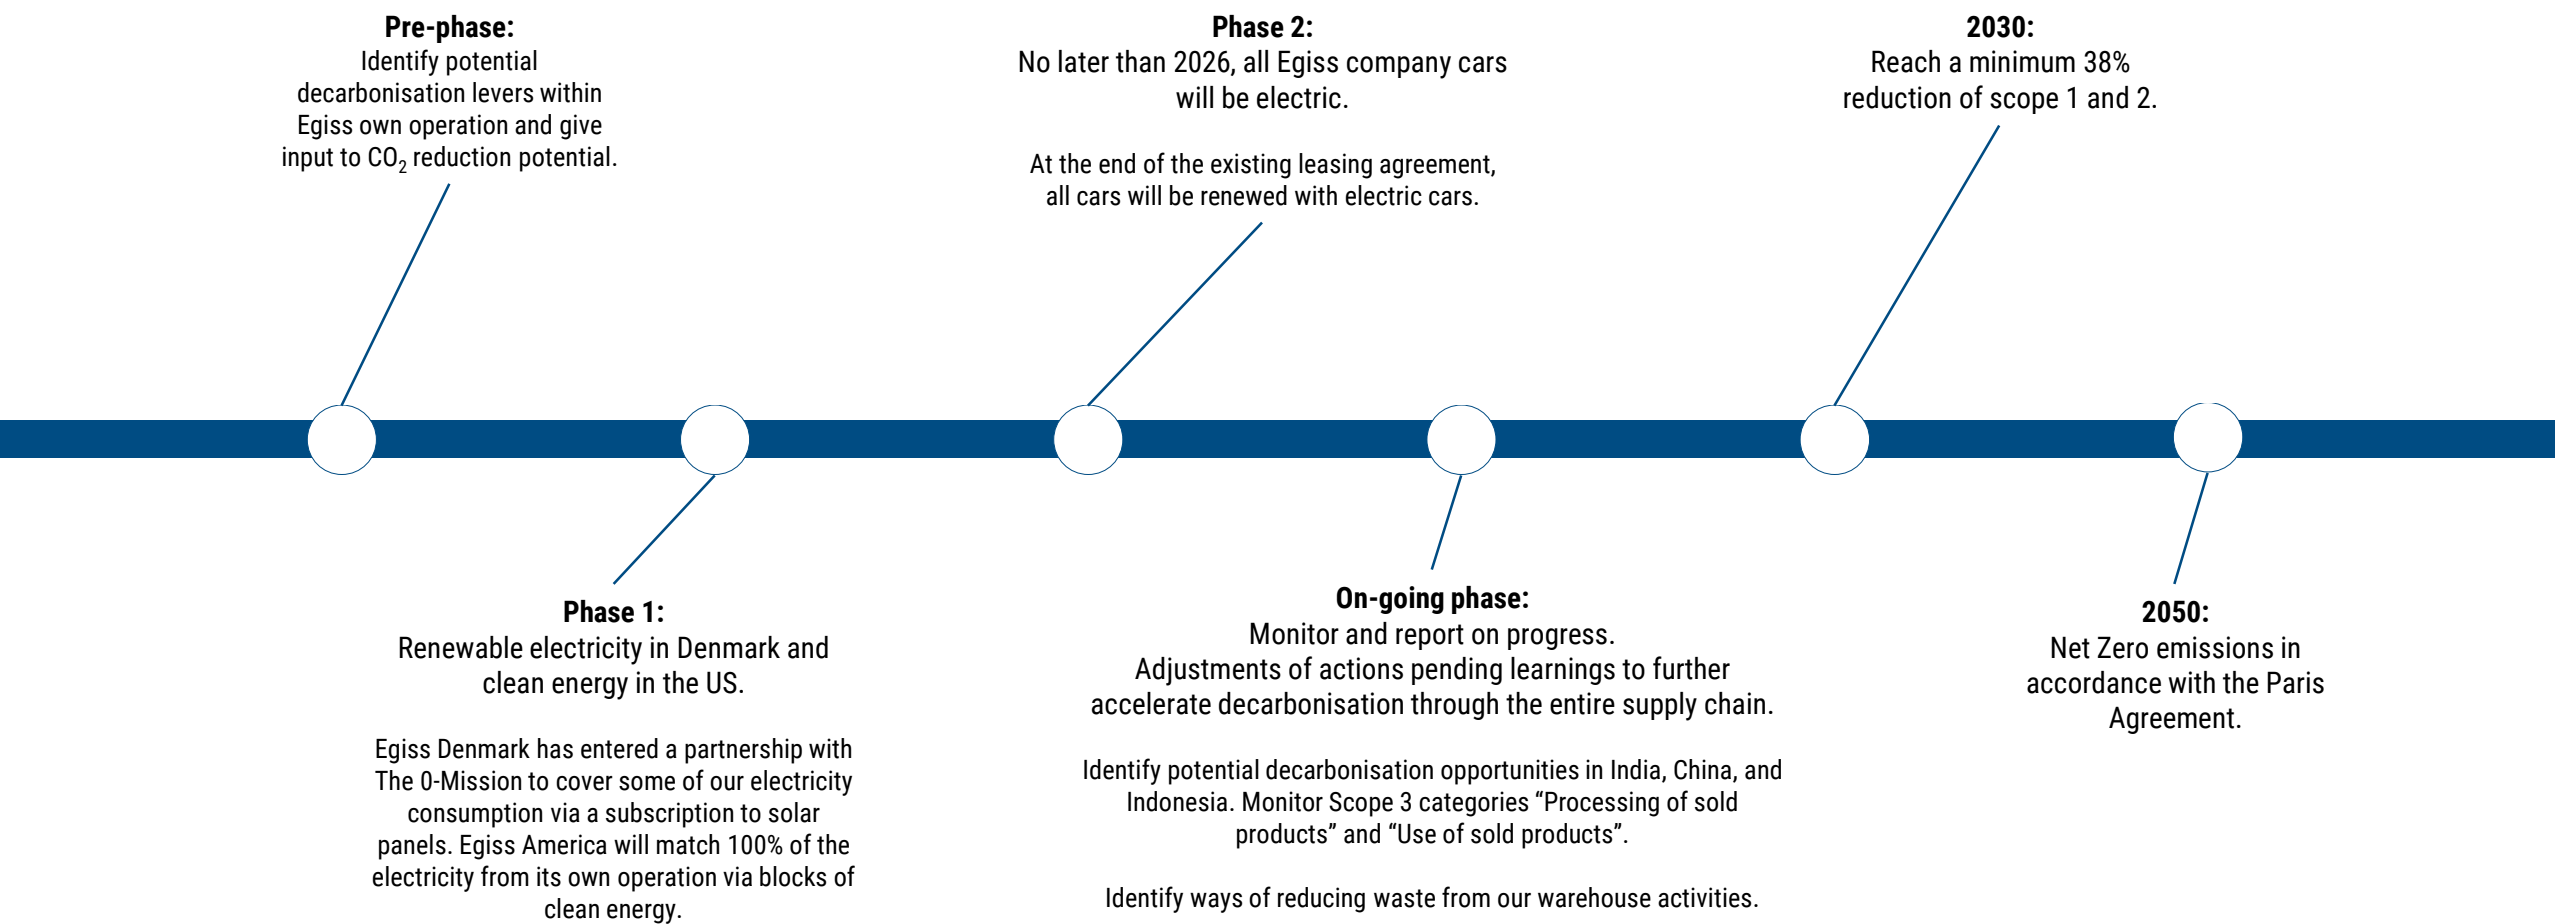 Pre-phase:
Identify potential
decarbonisation levers within
Egiss own operation and give
input to CO₂ reduction potential.
Phase 1:
Renewable electricity in Denmark and
clean energy in the US.
Egiss Denmark has entered a partnership with
The 0-Mission to cover some of our electricity
consumption via a subscription to solar
panels. Egiss America will match 100% of the
electricity from its own operation via blocks of
clean energy.
Phase 2:
No later than 2026, all Egiss company cars
will be electric.
At the end of the existing leasing agreement,
all cars will be renewed with electric cars.
On-going phase:
Monitor and report on progress.
Adjustments of actions pending learnings to further
accelerate decarbonisation through the entire supply chain.
Identify potential decarbonisation opportunities in India, China, and
Indonesia. Monitor Scope 3 categories “Processing of sold
products” and “Use of sold products”.
Identify ways of reducing waste from our warehouse activities.
2030:
Reach a minimum 38%
reduction of scope 1 and 2.
2050:
Net Zero emissions in
accordance with the Paris
Agreement.